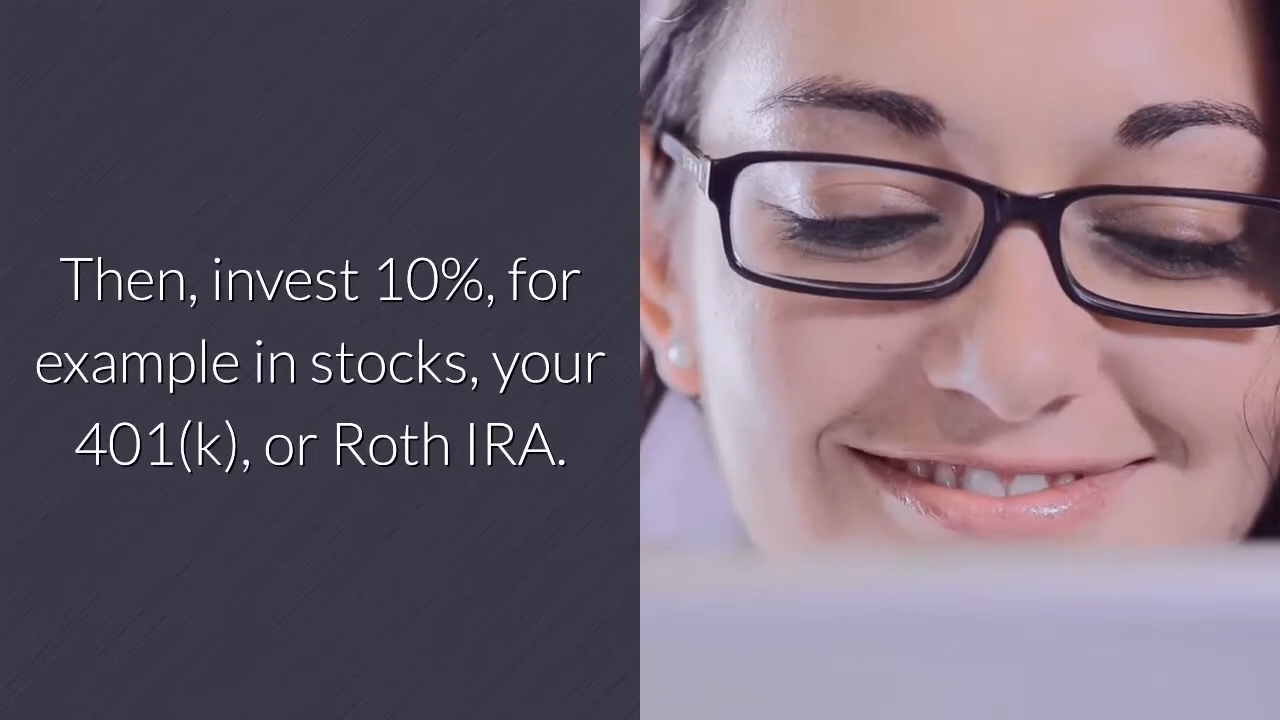 Then, invest 10%, for
example in stocks, your
401(k), or Roth IRA.